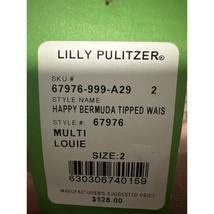 LILLY PULITZER®
SKU #
67976-999-A29 2
STYLE NAME
HAPPY BERMUDA TIPPED WAIS
STYLE #: 67976
MULTI
LOUIE
SIZE:2
630306740159
MANUFACTURER'S SUGGESTED PRICE
$128.00